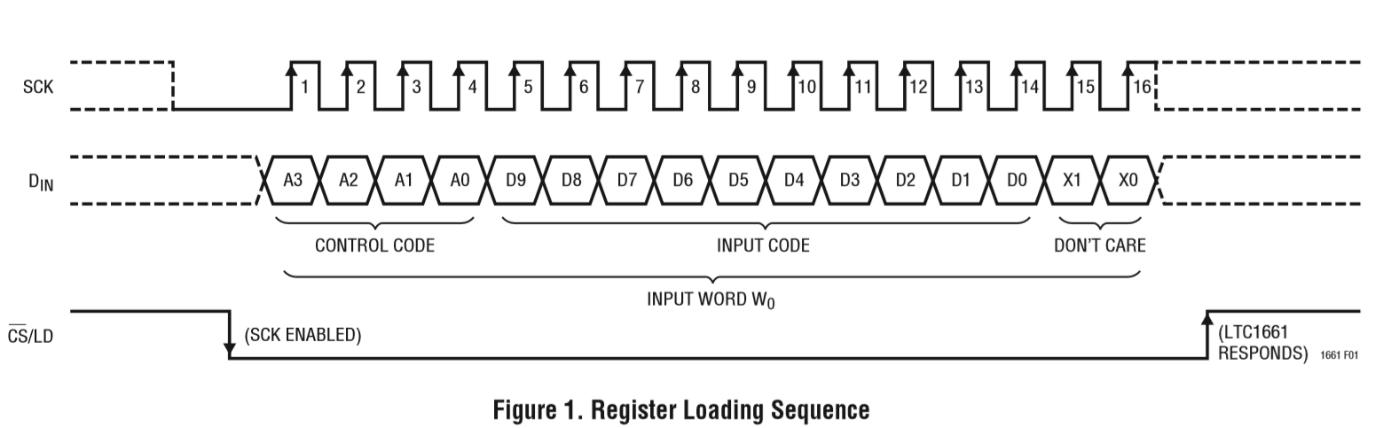 SCK 1 2 3 4 5 6 7 8 9 10 11 12 13 14 15 16
DIN A3 A2 A1 A0 D9 D8 D7 D6 D5 D4 D3 D2 D1 D0 X1 X0
CONTROL CODE INPUT CODE DON'T CARE
INPUT WORD W0
CS/LD (SCK ENABLED) (LTC1661
RESPONDS) 1661 F01
Figure 1. Register Loading Sequence